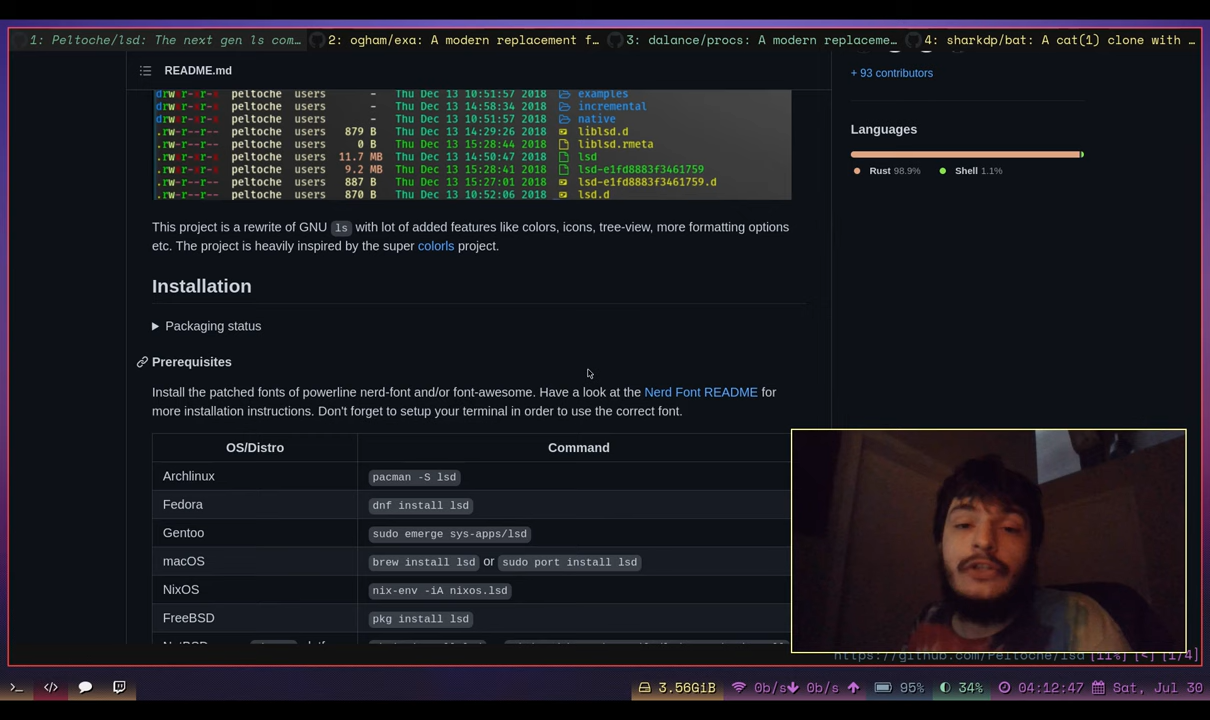 1: Peltoche/lsd: The next gen ls com…
2: ogham/exa: A modern replacement f…
3: dalance/procs: A modern replaceme…
4: sharkdp/bat: A cat(1) clone with …
README.md
drwxr-xr-x peltoche users - Thu Dec 13 10:51:57 2018 examples
drwxr-xr-x peltoche users - Thu Dec 13 14:58:34 2018 incremental
drwxr-xr-x peltoche users - Thu Dec 13 10:51:57 2018 native
.rw-r--r-- peltoche users 879 B Thu Dec 13 14:29:26 2018 liblsd.d
.rw-r--r-- peltoche users 0 B Thu Dec 13 15:28:44 2018 liblsd.rmeta
.rwxr-xr-x peltoche users 11.7 MB Thu Dec 13 14:50:47 2018 lsd
.rwxr-xr-x peltoche users 9.2 MB Thu Dec 13 15:28:41 2018 lsd-e1fd8883f3461759
.rw-r--r-- peltoche users 887 B Thu Dec 13 15:27:01 2018 lsd-e1fd8883f3461759.d
.rw-r--r-- peltoche users 870 B Thu Dec 13 10:52:06 2018 lsd.d
This project is a rewrite of GNU ls with lot of added features like colors, icons, tree-view, more formatting options
etc. The project is heavily inspired by the super colorls project.
Installation
Packaging status
Prerequisites
Install the patched fonts of powerline nerd-font and/or font-awesome. Have a look at the Nerd Font README for
more installation instructions. Don't forget to setup your terminal in order to use the correct font.
OS/Distro Command
Archlinux pacman -S lsd
Fedora dnf install lsd
Gentoo sudo emerge sys-apps/lsd
macOS brew install lsd or sudo port install lsd
NixOS nix-env -iA nixos.lsd
FreeBSD pkg install lsd
+ 93 contributors
Languages
Rust 98.9% Shell 1.1%
https://github.com/Peltoche/lsd [11%] [<] [1/4]
3.56GiB 0b/s 0b/s 95% 34% 04:12:47 Sat, Jul 30